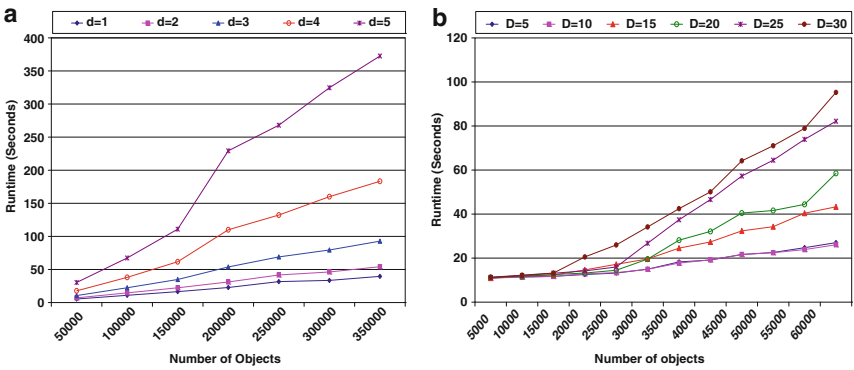 a
d=1 d=2 d=3 d=4 d=5
400
350
300
250
200
150
100
50
0
Runtime (Seconds)
50000 100000 150000 200000 250000 300000 350000
Number of Objects
b
D=5 D=10 D=15 D=20 D=25 D=30
120
100
80
60
40
20
0
Runtime (Seconds)
5000 10000 15000 20000 25000 30000 35000 40000 45000 50000 55000 60000
Number of objects